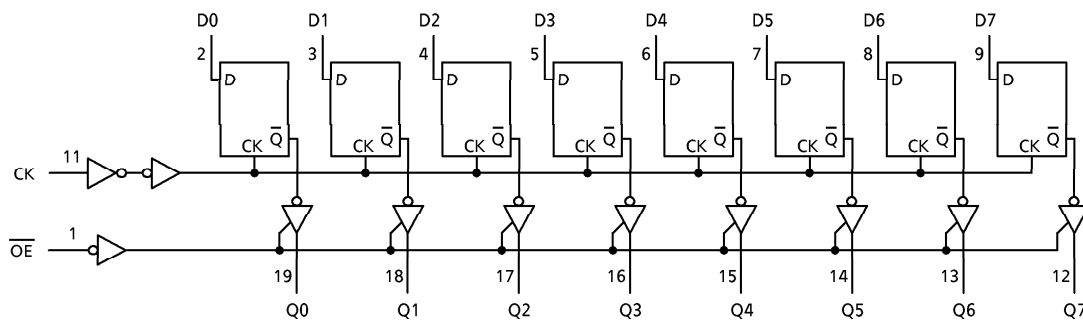 D0 D1 D2 D3 D4 D5 D6 D7
2 3 4 5 6 7 8 9
D D D D D D D D
Q̅ Q̅ Q̅ Q̅ Q̅ Q̅ Q̅ Q̅
CK CK CK CK CK CK CK CK
11
CK
1
O̅E̅
19 18 17 16 15 14 13 12
Q0 Q1 Q2 Q3 Q4 Q5 Q6 Q7